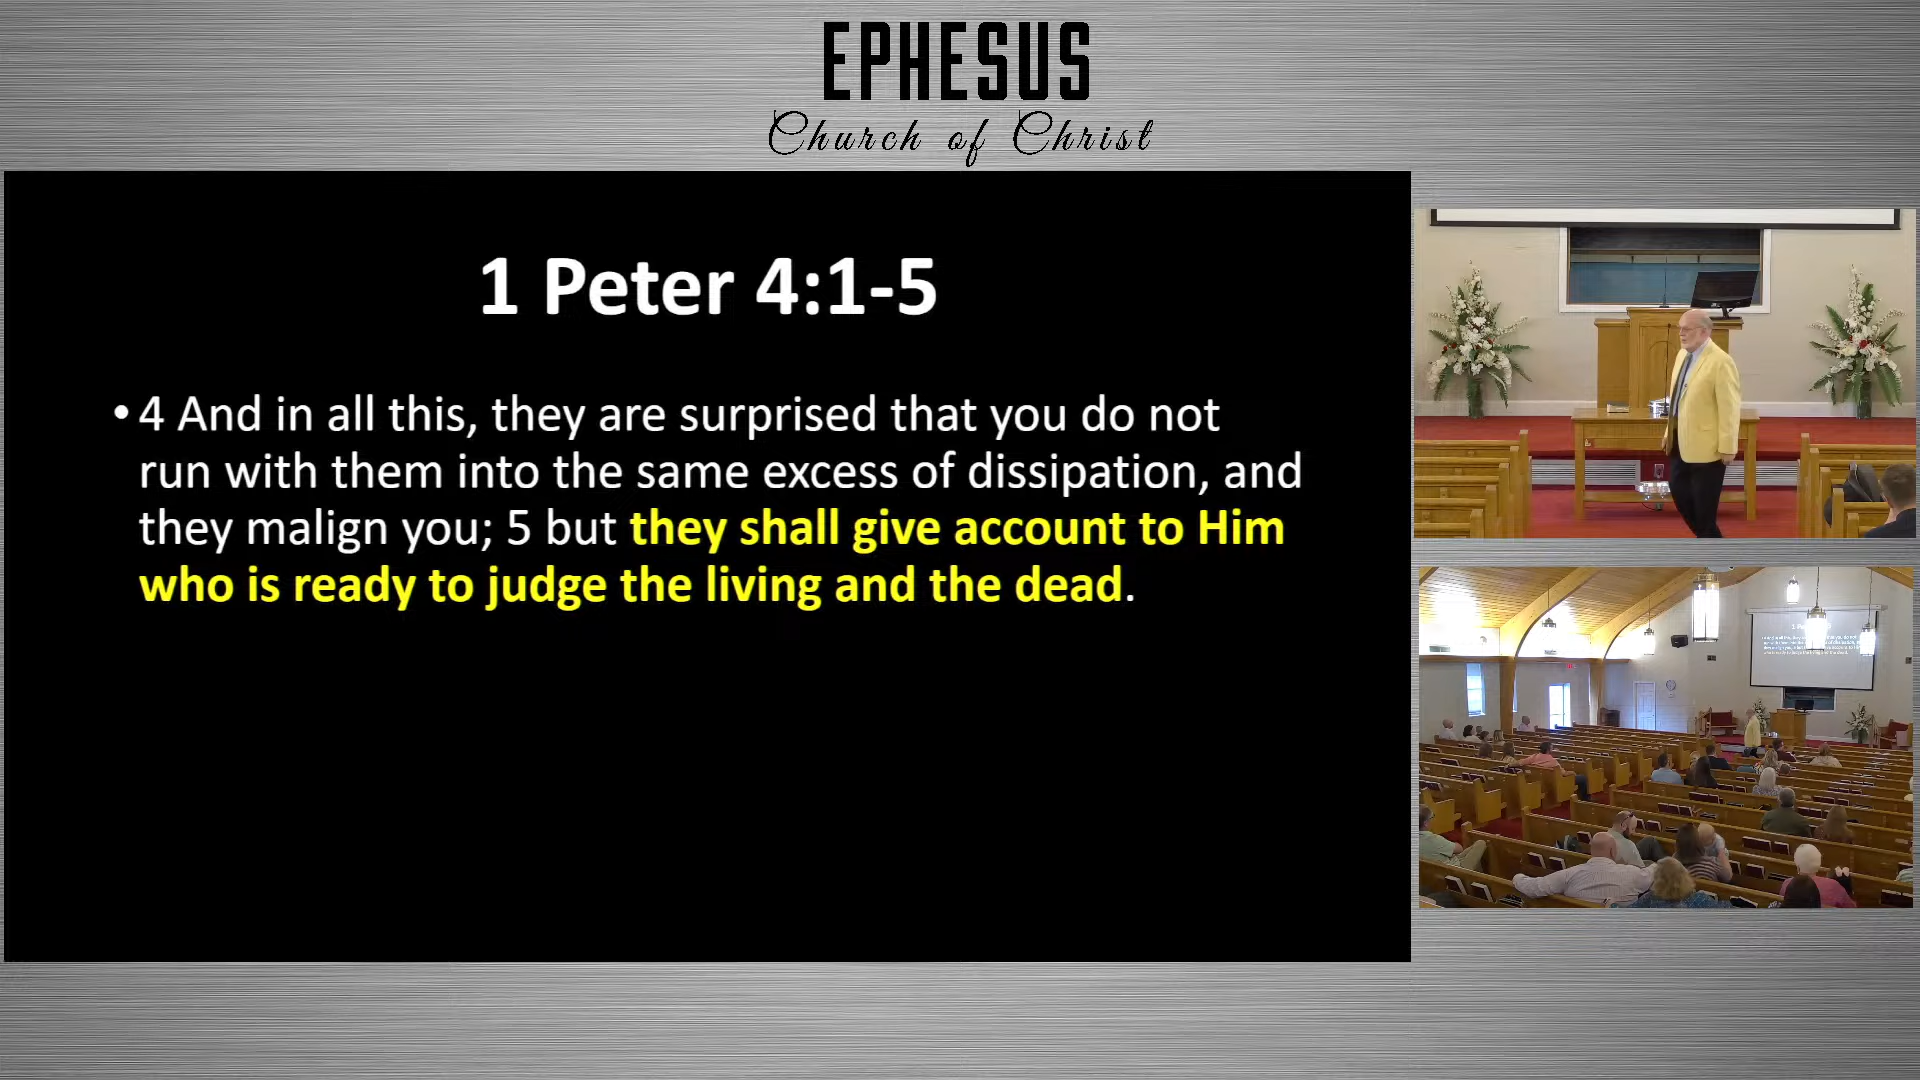 EPHESUS
Church of Christ
1 Peter 4:1-5
• 4 And in all this, they are surprised that you do not
run with them into the same excess of dissipation, and
they malign you; 5 but they shall give account to Him
who is ready to judge the living and the dead.